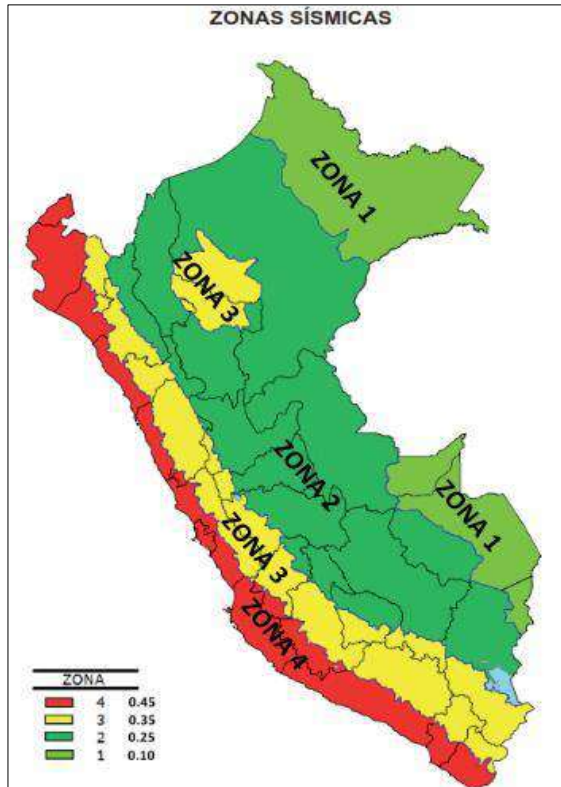 ZONAS SÍSMICAS
ZONA 1
ZONA 3
ZONA 2
ZONA 1
ZONA 3
ZONA 4
ZONA
4 0.45
3 0.35
2 0.25
1 0.10